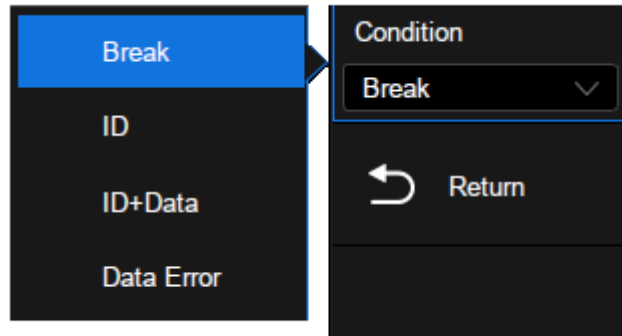 Break
ID
ID+Data
Data Error
Condition
Break
Return